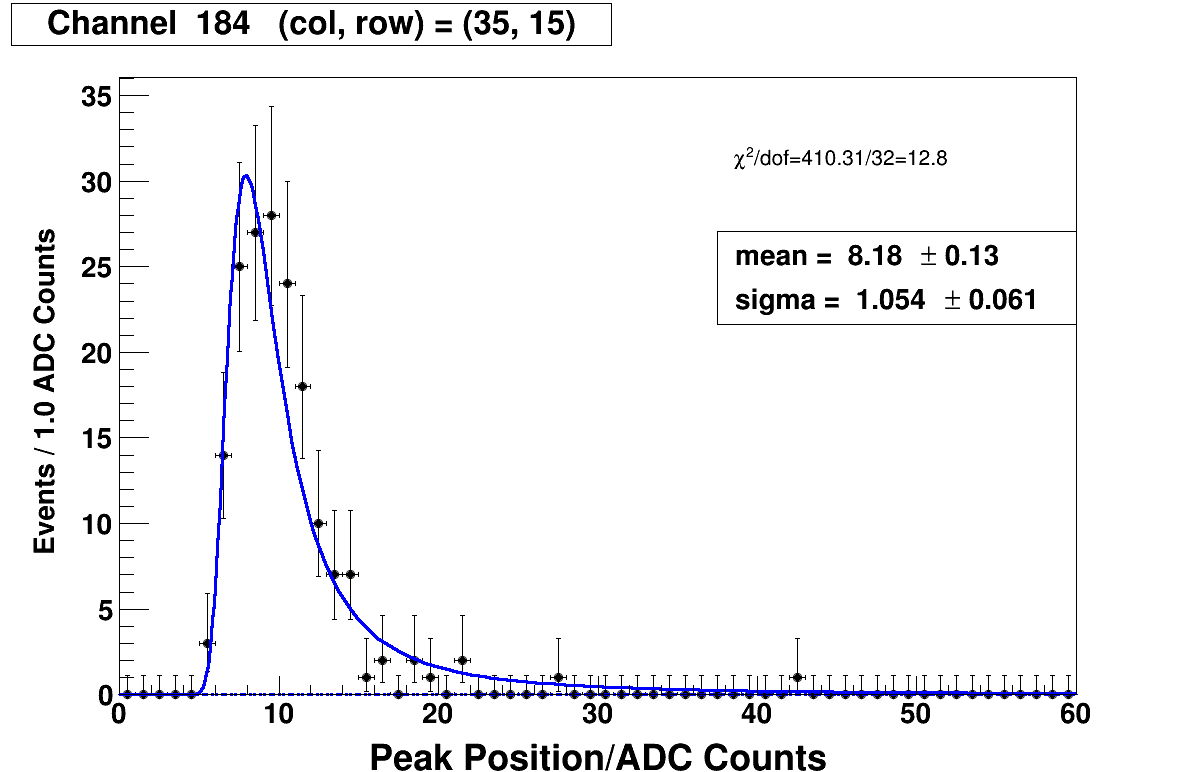 Channel 184 (col, row) = (35, 15)
35
30
25
20
15
10
5
0
Events / 1.0 ADC Counts
χ²/dof=410.31/32=12.8
mean = 8.18 ± 0.13
sigma = 1.054 ± 0.061
0 10 20 30 40 50 60
Peak Position/ADC Counts